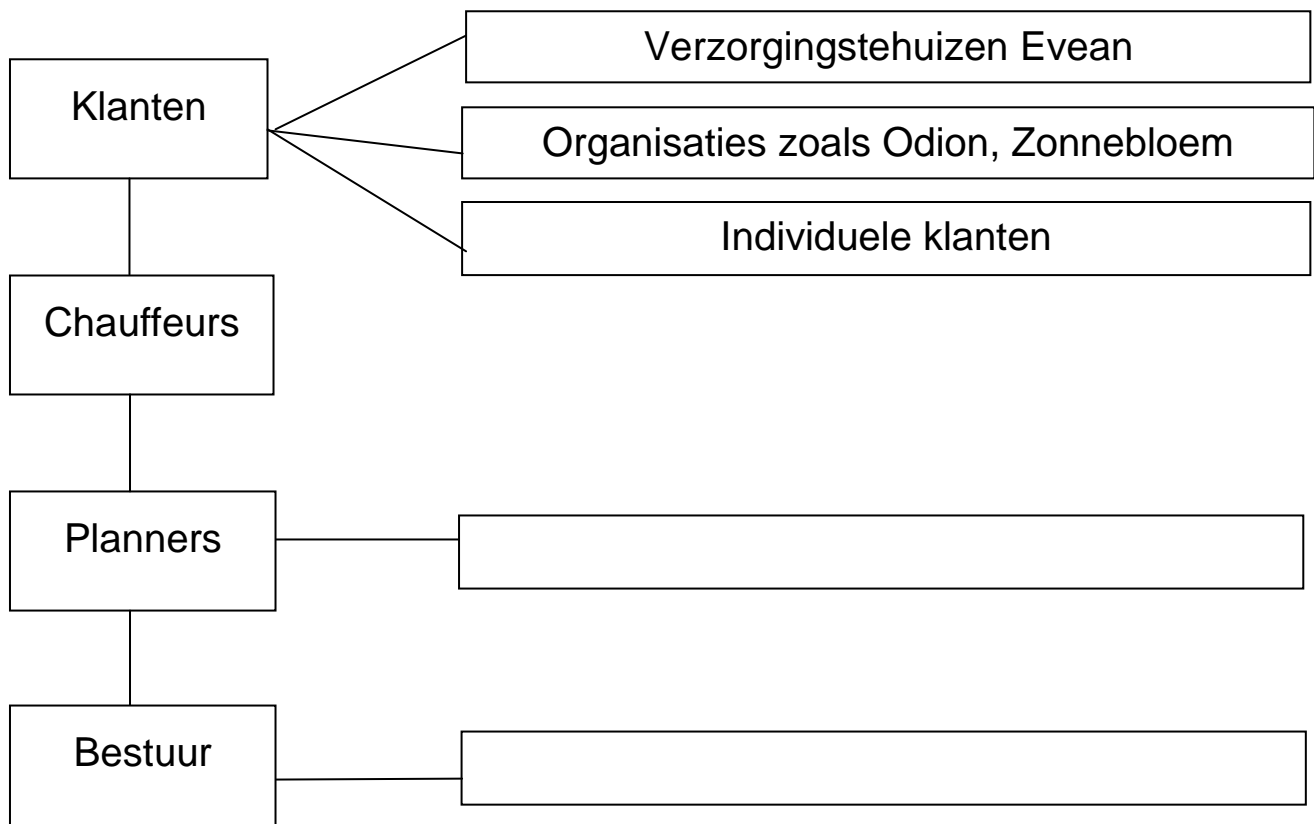 Verzorgingstehuizen Evean
Klanten
Organisaties zoals Odion, Zonnebloem
Individuele klanten
Chauffeurs
Planners
Bestuur